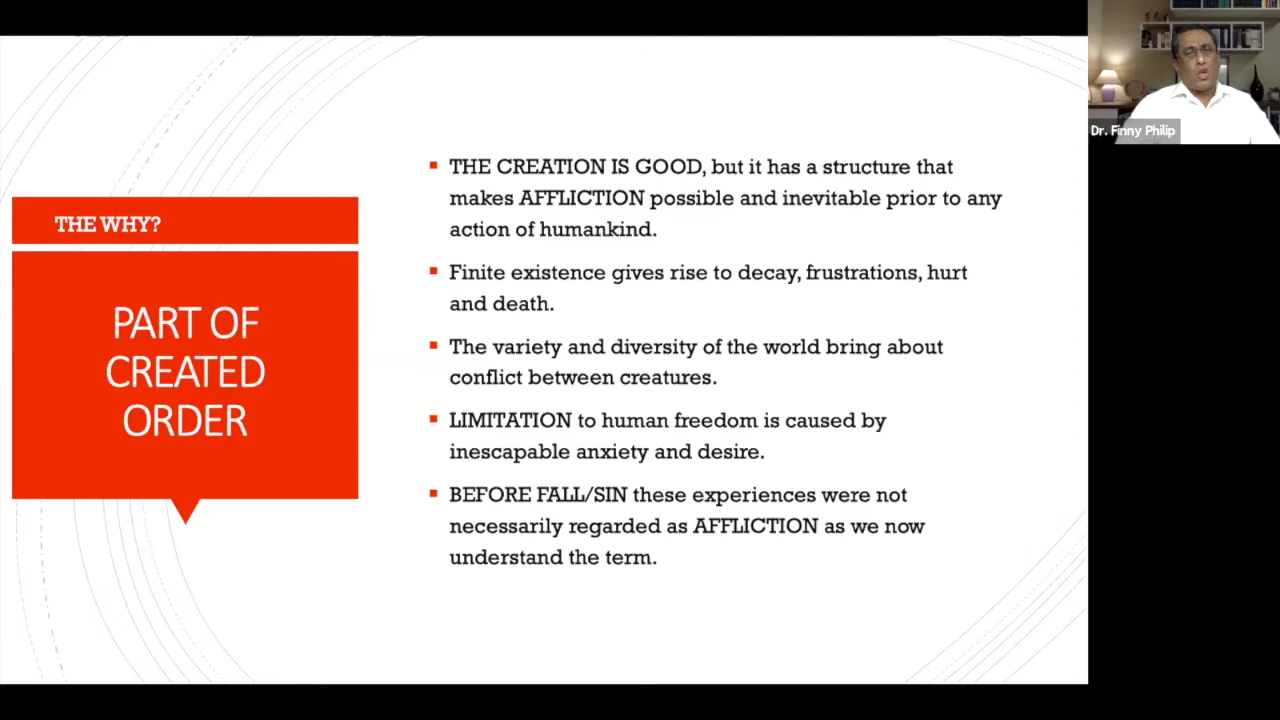 THE WHY?
PART OF
CREATED
ORDER
THE CREATION IS GOOD, but it has a structure that
makes AFFLICTION possible and inevitable prior to any
action of humankind.
Finite existence gives rise to decay, frustrations, hurt
and death.
The variety and diversity of the world bring about
conflict between creatures.
LIMITATION to human freedom is caused by
inescapable anxiety and desire.
BEFORE FALL/SIN these experiences were not
necessarily regarded as AFFLICTION as we now
understand the term.
Dr. Finny Philip